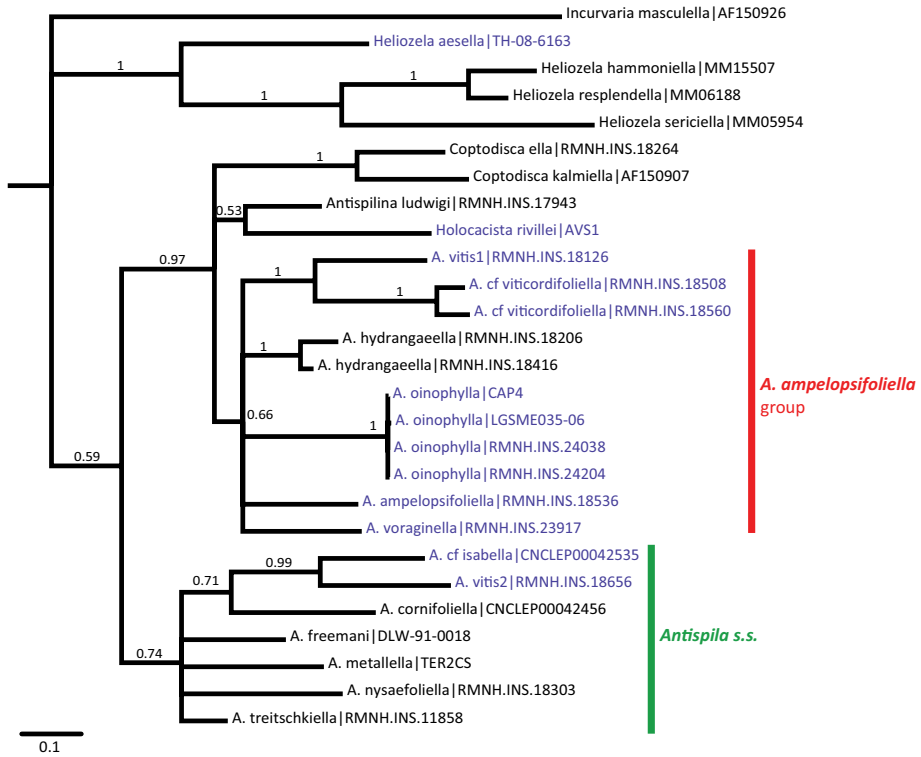 Incurvaria masculella|AF150926
Heliozela aesella|TH-08-6163
1
Heliozela hammoniella|MM15507
1
1
Heliozela resplendella|MM06188
Heliozela sericiella|MM05954
Coptodisca ella|RMNH.INS.18264
1
Coptodisca kalmiella|AF150907
Antispilina ludwigi|RMNH.INS.17943
0.53
Holocacista rivillei|AVS1
A. vitis1|RMNH.INS.18126
0.97
1
A. cf viticordifoliella|RMNH.INS.18508
1
A. cf viticordifoliella|RMNH.INS.18560
A. hydrangaeella|RMNH.INS.18206
1
A. hydrangaeella|RMNH.INS.18416
A. ampelopsifoliella
group
A. oinophylla|CAP4
0.66
A. oinophylla|LGSME035-06
1
A. oinophylla|RMNH.INS.24038
0.59
A. oinophylla|RMNH.INS.24204
A. ampelopsifoliella|RMNH.INS.18536
A. voraginella|RMNH.INS.23917
A. cf isabella|CNCLEP00042535
0.99
0.71
A. vitis2|RMNH.INS.18656
A. cornifoliella|CNCLEP00042456
A. freemani|DLW-91-0018
Antispila s.s.
0.74
A. metallella|TER2CS
A. nysaefoliella|RMNH.INS.18303
A. treitschkiella|RMNH.INS.11858
0.1